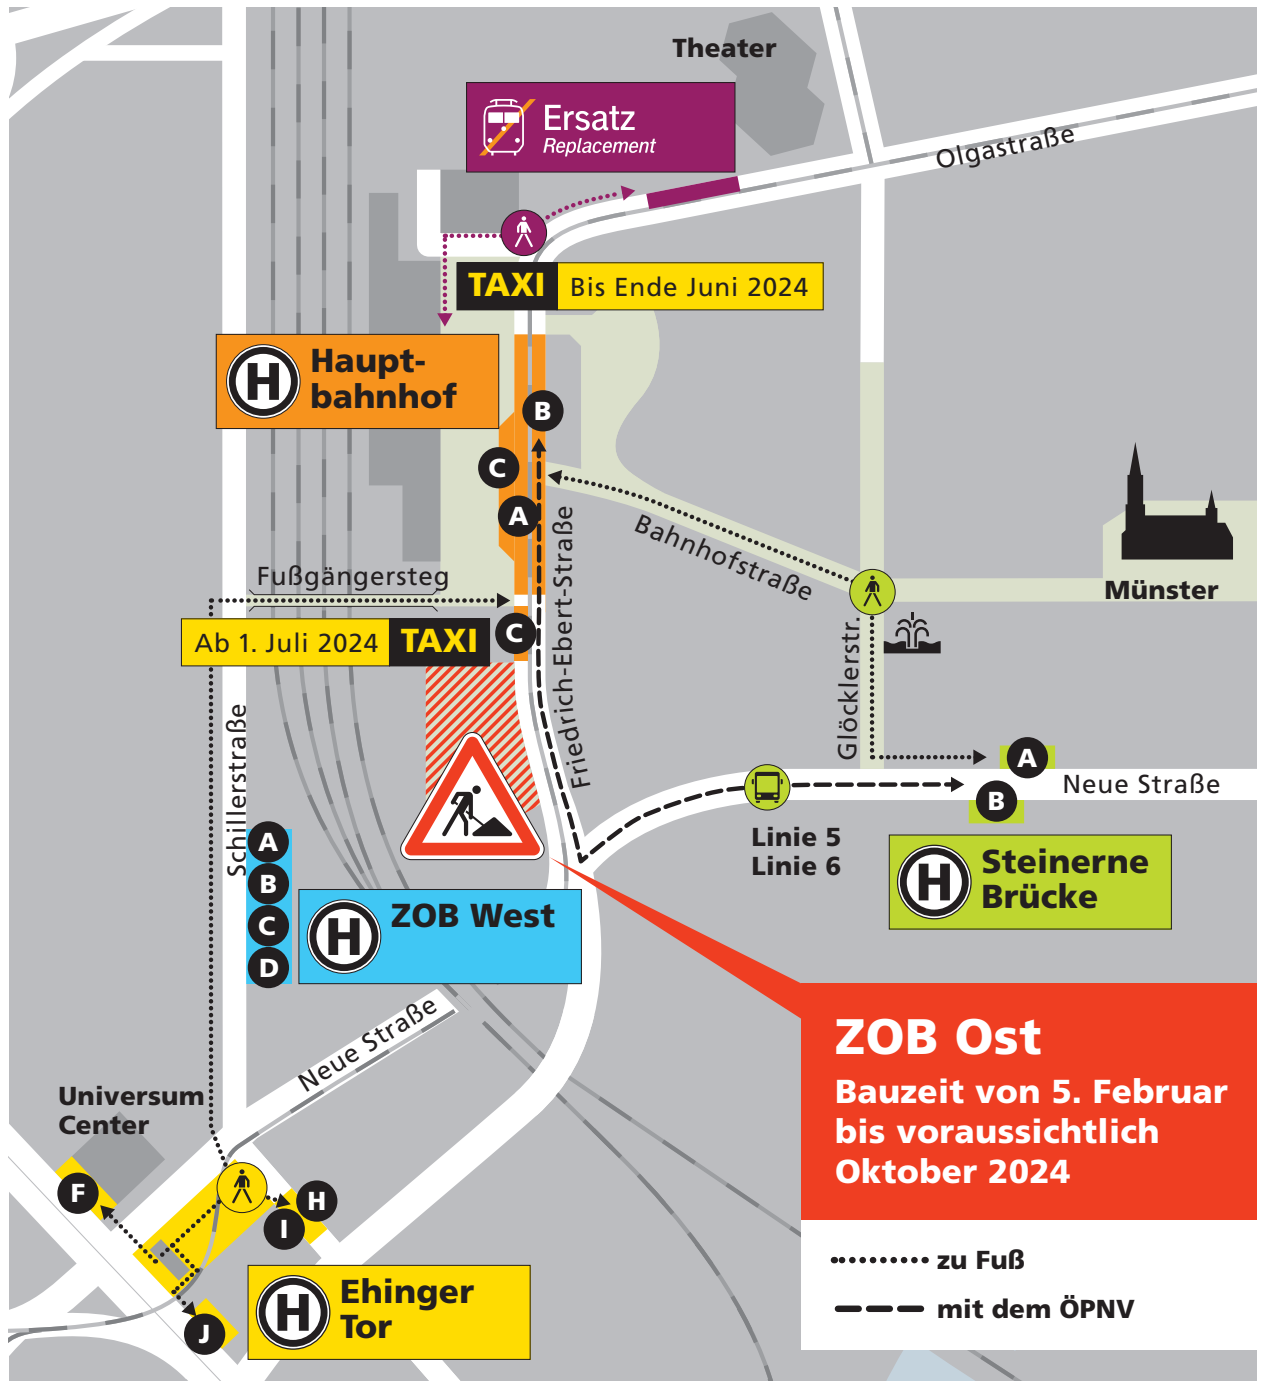 Theater
Ersatz
Replacement
Olgastraße
TAXI Bis Ende Juni 2024
H Haupt-
bahnhof
B
C
A
Bahnhofstraße
Friedrich-Ebert-Straße
Fußgängersteg
Münster
Ab 1. Juli 2024 TAXI
C
Glöcklerstr.
Schillerstraße
A
B
Neue Straße
Linie 5
Linie 6
H Steinerne
Brücke
A
B
C
D
H ZOB West
Neue Straße
ZOB Ost
Bauzeit von 5. Februar
bis voraussichtlich
Oktober 2024
Universum
Center
F
H
I
J
H Ehinger
Tor
zu Fuß
mit dem ÖPNV